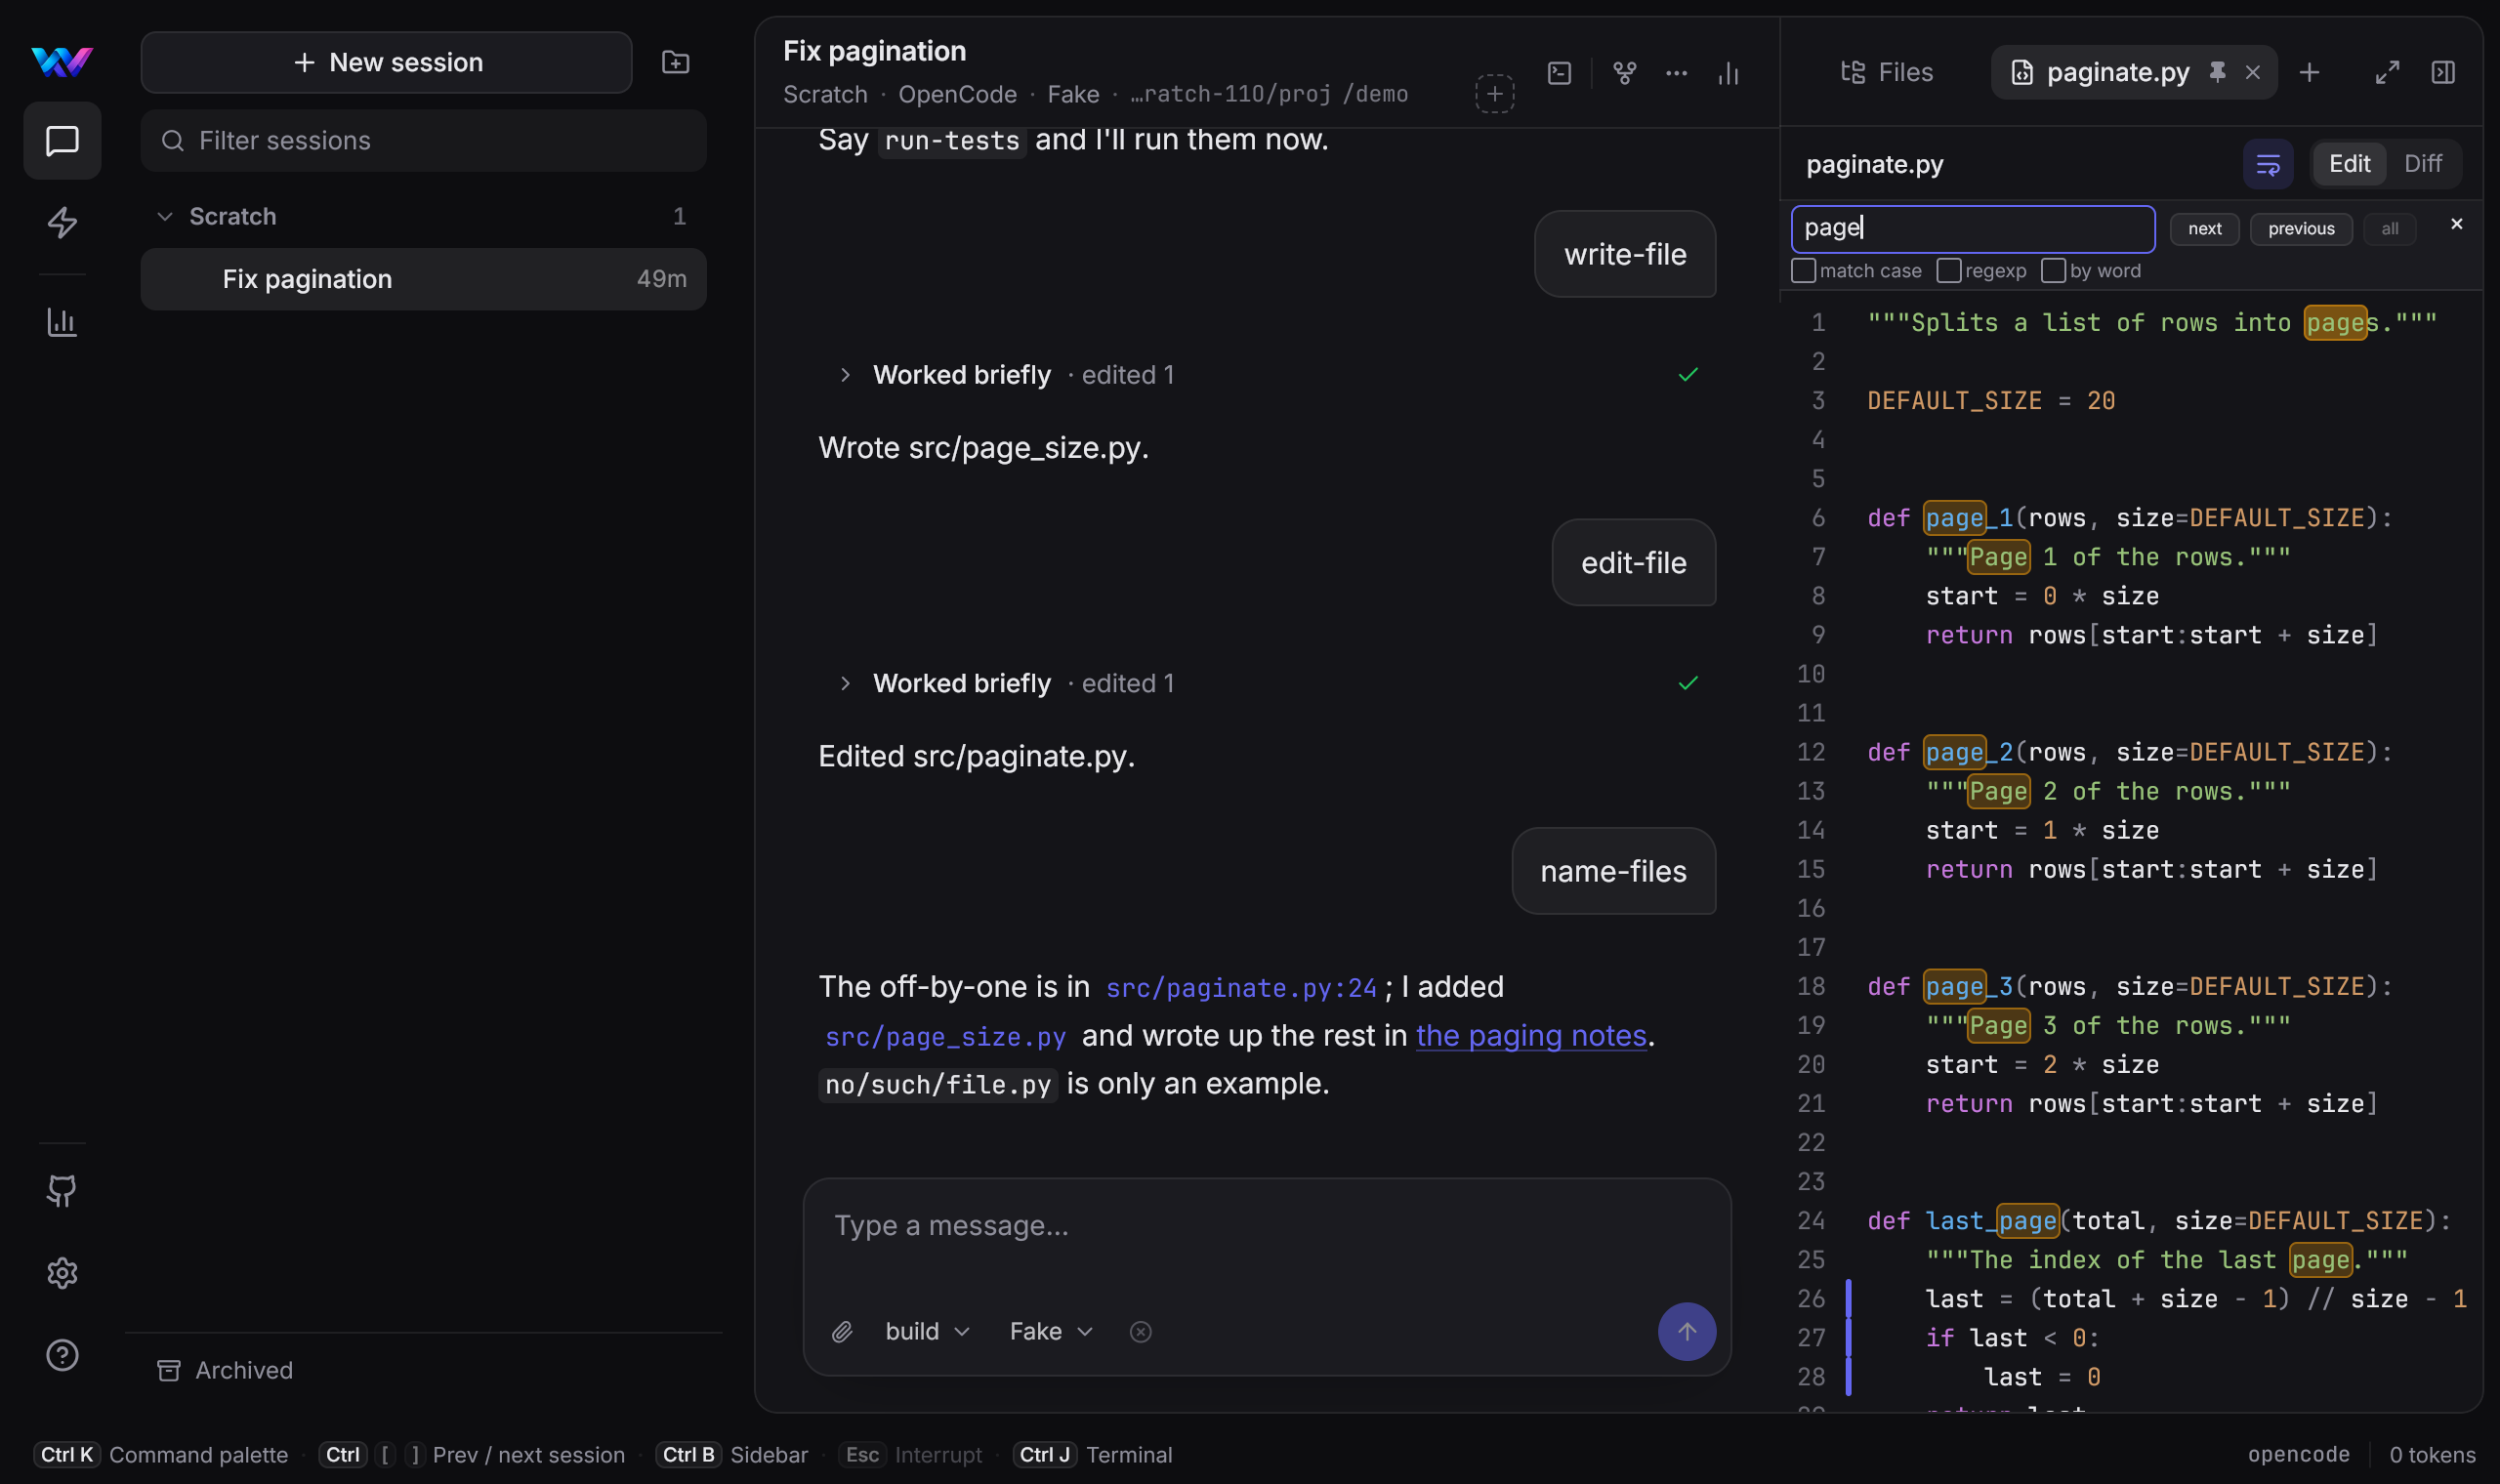 New session
Filter sessions
Scratch 1
Fix pagination 49m
Archived
Fix pagination
Scratch · OpenCode · Fake · …ratch-110/proj /demo
Say run-tests and I'll run them now.
write-file
Worked briefly · edited 1
Wrote src/page_size.py.
edit-file
Worked briefly · edited 1
Edited src/paginate.py.
name-files
The off-by-one is in src/paginate.py:24 ; I added
src/page_size.py and wrote up the rest in the paging notes.
no/such/file.py is only an example.
Type a message...
build Fake
Files paginate.py
paginate.py Edit Diff
page next previous all ×
match case regexp by word
1 """Splits a list of rows into pages."""
2
3 DEFAULT_SIZE = 20
4
5
6 def page_1(rows, size=DEFAULT_SIZE):
7 """Page 1 of the rows."""
8 start = 0 * size
9 return rows[start:start + size]
10
11
12 def page_2(rows, size=DEFAULT_SIZE):
13 """Page 2 of the rows."""
14 start = 1 * size
15 return rows[start:start + size]
16
17
18 def page_3(rows, size=DEFAULT_SIZE):
19 """Page 3 of the rows."""
20 start = 2 * size
21 return rows[start:start + size]
22
23
24 def last_page(total, size=DEFAULT_SIZE):
25 """The index of the last page."""
26 last = (total + size - 1) // size - 1
27 if last < 0:
28 last = 0
Ctrl K Command palette · Ctrl [ ] Prev / next session · Ctrl B Sidebar · Esc Interrupt · Ctrl J Terminal
opencode 0 tokens